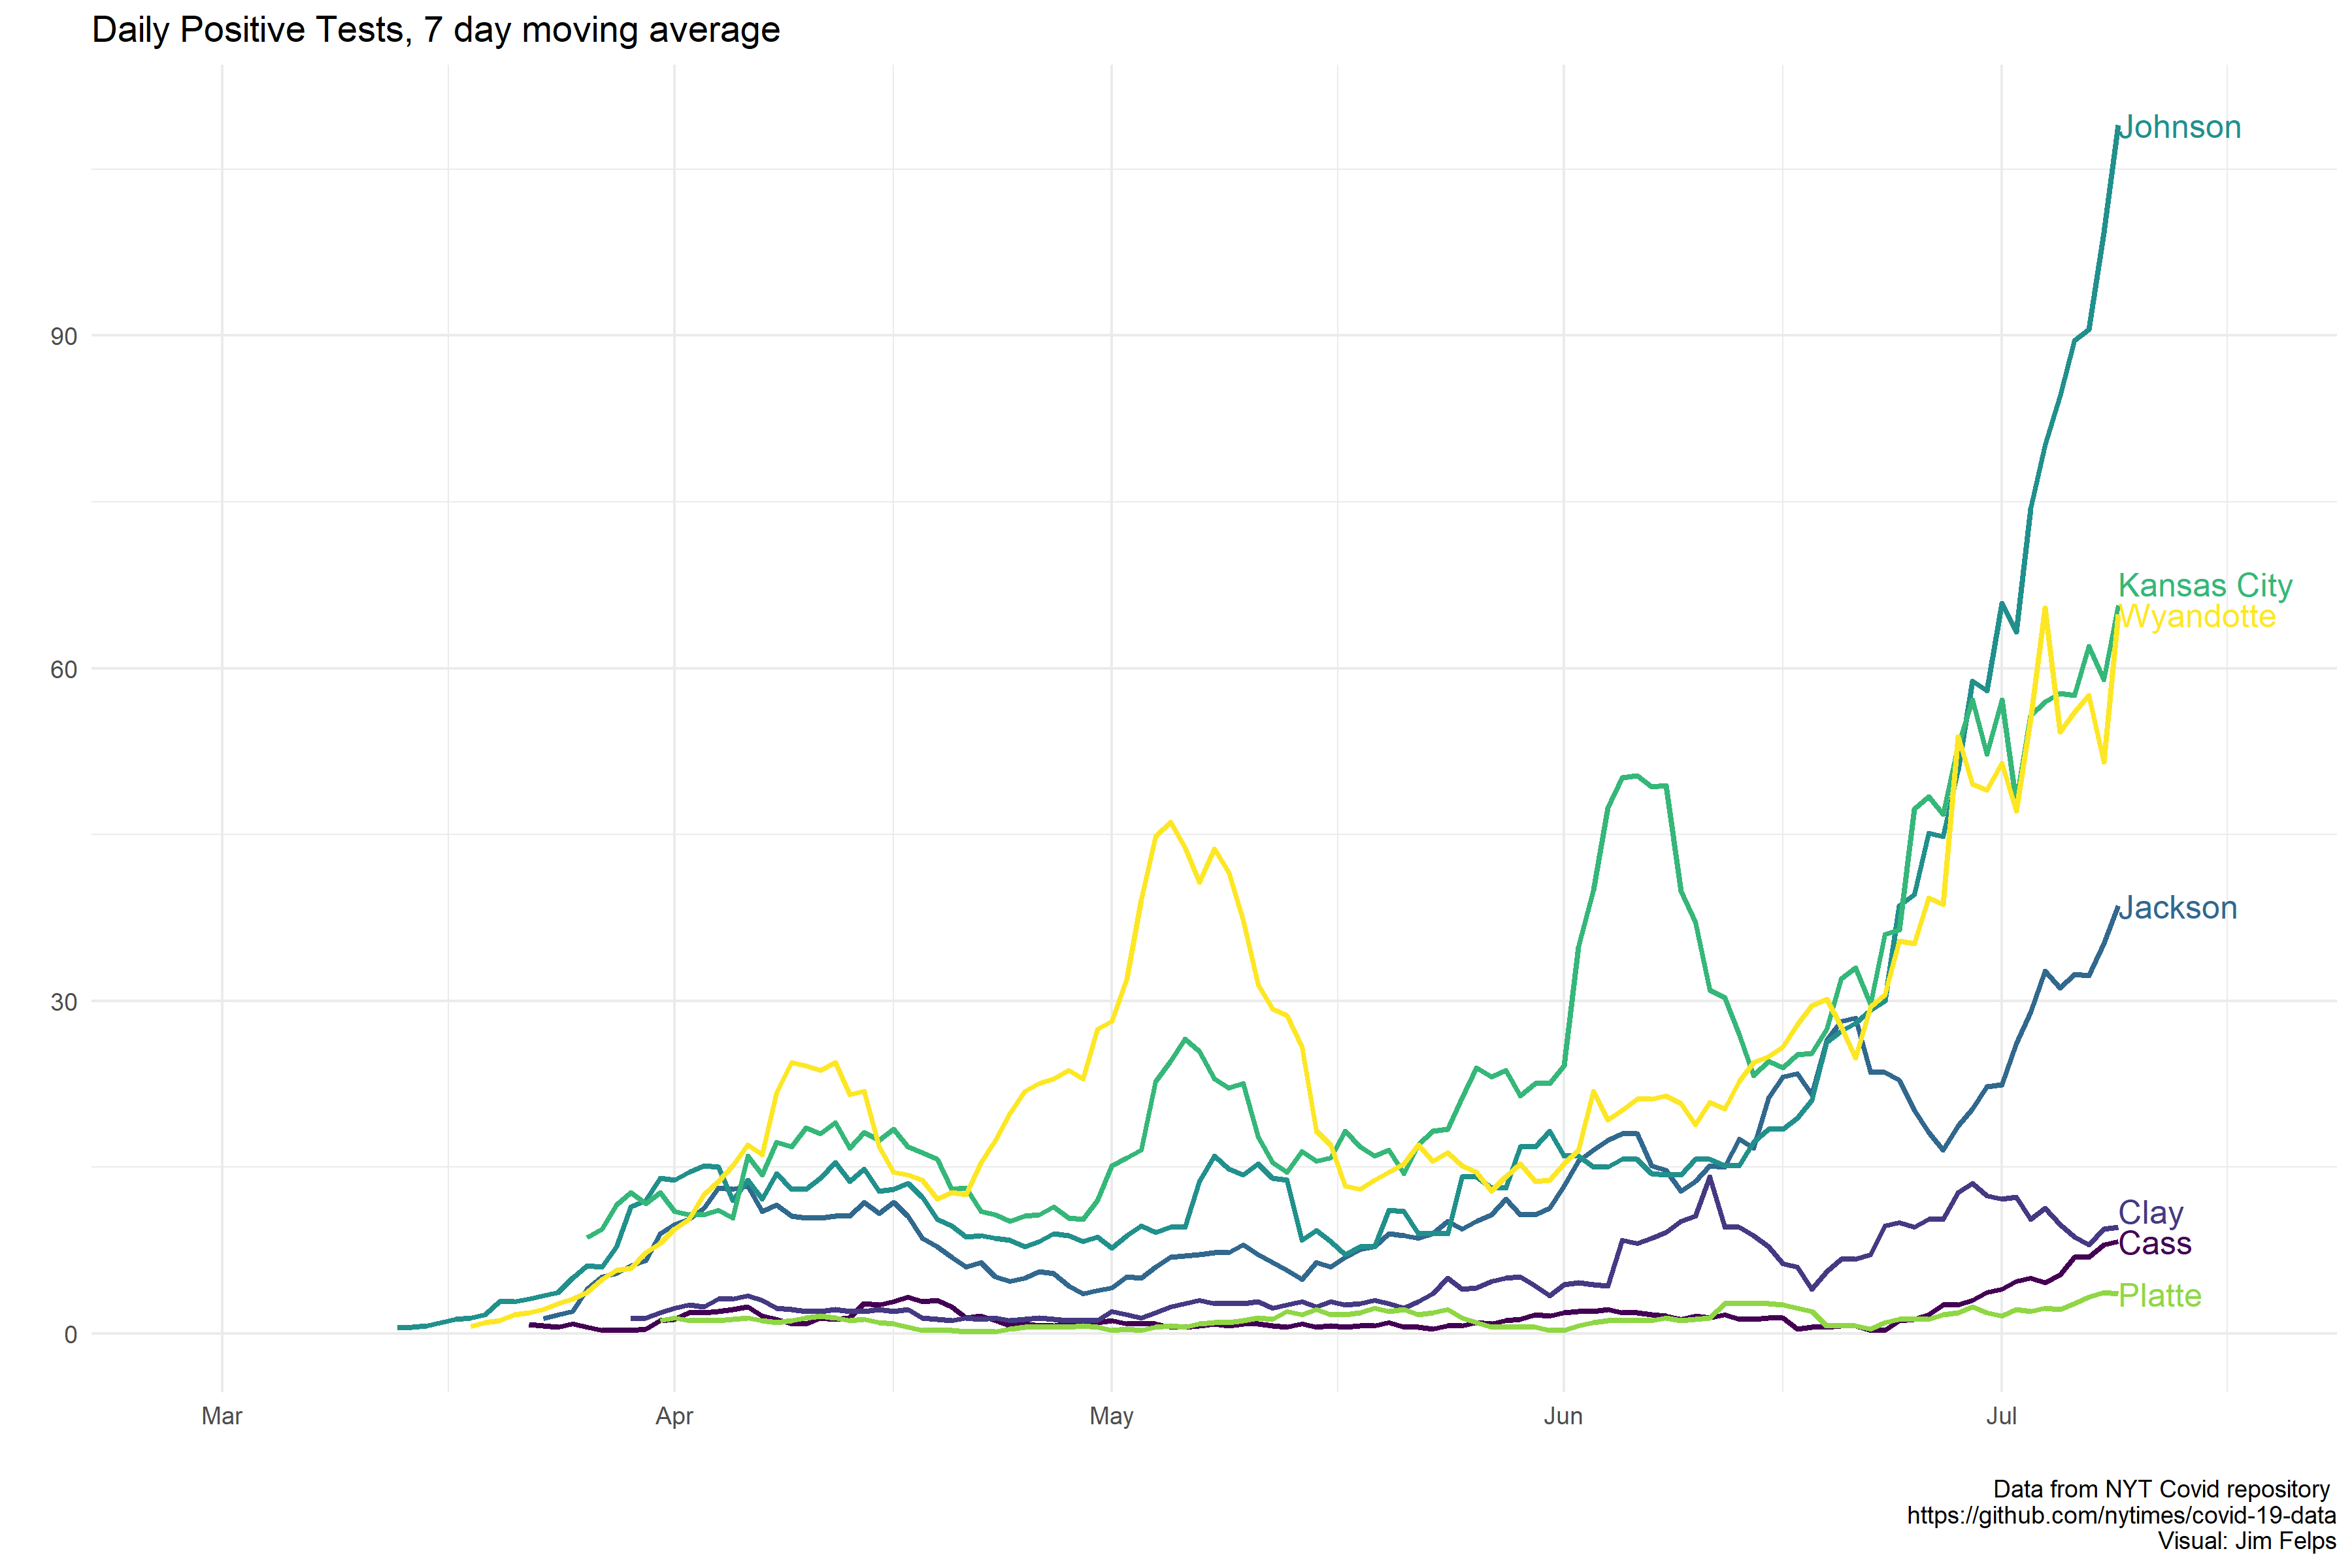 Daily Positive Tests, 7 day moving average
Johnson
90
Kansas City
Wyandotte
60
Jackson
30
Clay
Cass
Platte
0
Mar Apr May Jun Jul
Data from NYT Covid repository
https://github.com/nytimes/covid-19-data
Visual: Jim Felps